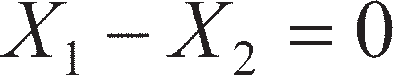 X₁ − X₂ = 0